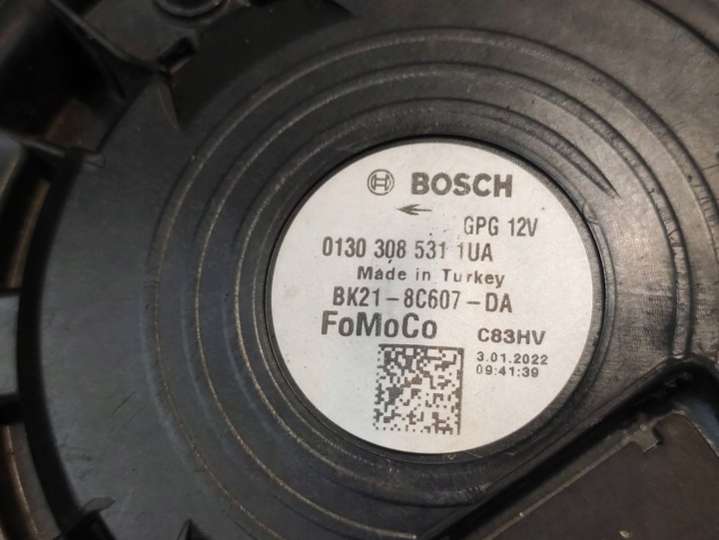 BOSCH
GPG 12V
0130 308 531 1UA
Made in Turkey
BK21-8C607-DA
FoMoCo C83HV
3.01.2022
09:41:39